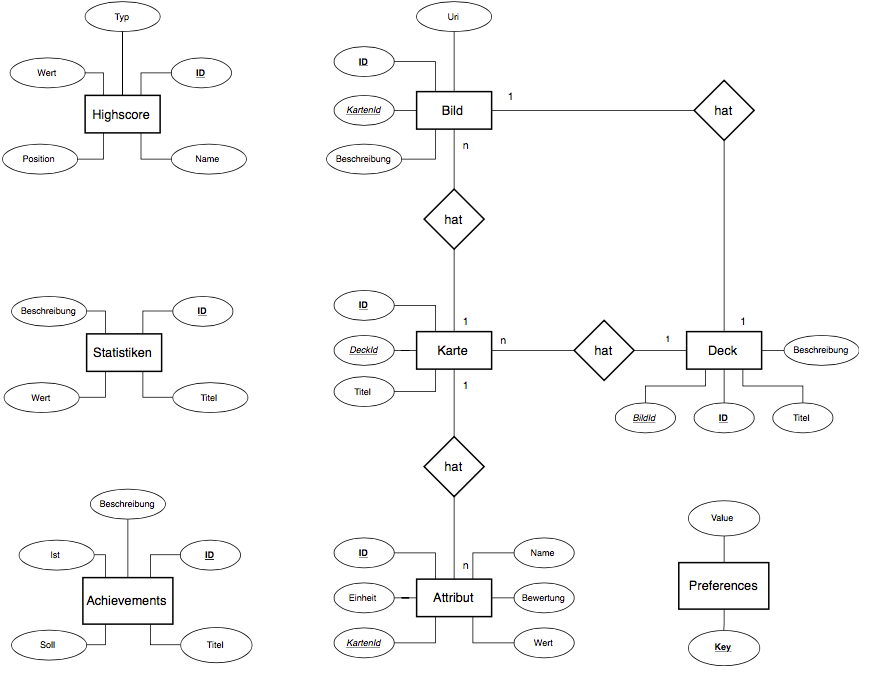 Typ
Wert
ID
Highscore
Position
Name
Uri
ID
KartenId
Bild
Beschreibung
1
hat
n
hat
1
Beschreibung
ID
Statistiken
Wert
Titel
ID
DeckId
Karte
Titel
1
n
hat
1
1
Deck
Beschreibung
BildId
ID
Titel
hat
n
Beschreibung
Ist
ID
Achievements
Soll
Titel
ID
Name
Einheit
Attribut
Bewertung
KartenId
Wert
Value
Preferences
Key